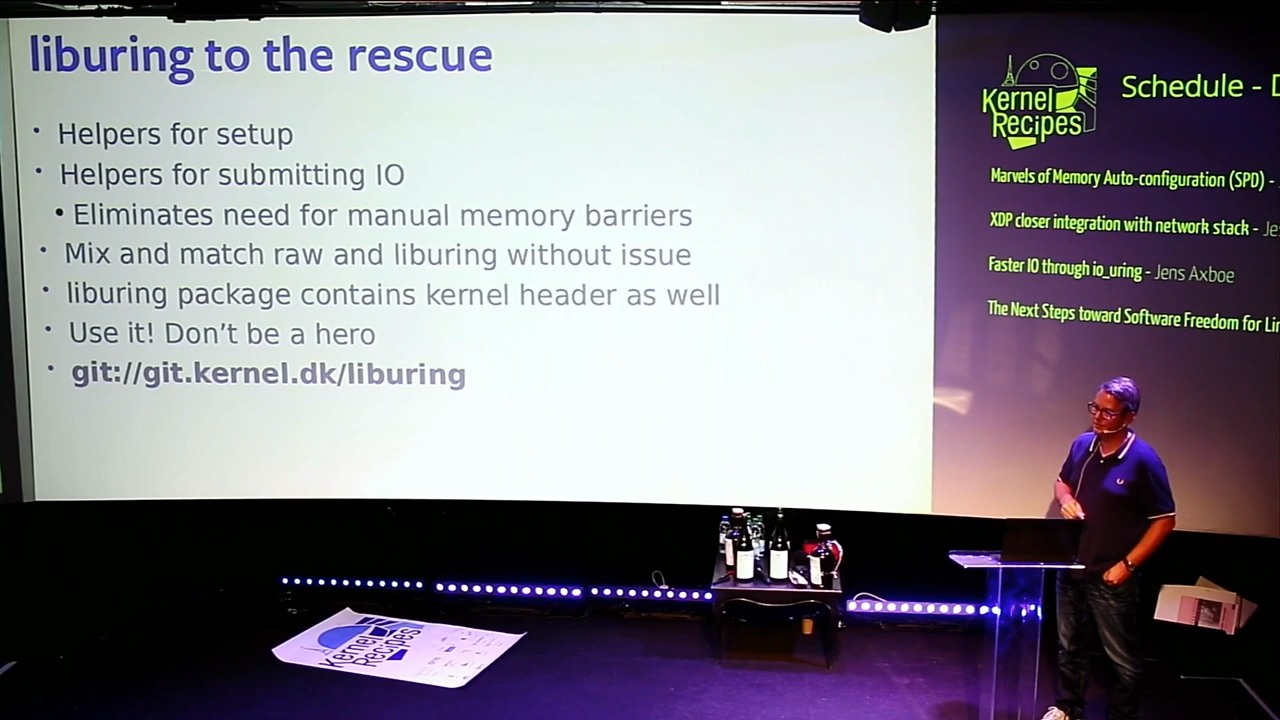 liburing to the rescue
• Helpers for setup
• Helpers for submitting IO
• Eliminates need for manual memory barriers
• Mix and match raw and liburing without issue
• liburing package contains kernel header as well
• Use it! Don’t be a hero
• git://git.kernel.dk/liburing
Kernel
Recipes
Schedule -
Marvels of Memory Auto-configuration (SPD) -
XDP closer integration with network stack -
Faster IO through io_uring - Jens Axboe
The Next Steps toward Software Freedom for
Kernel
Recipes